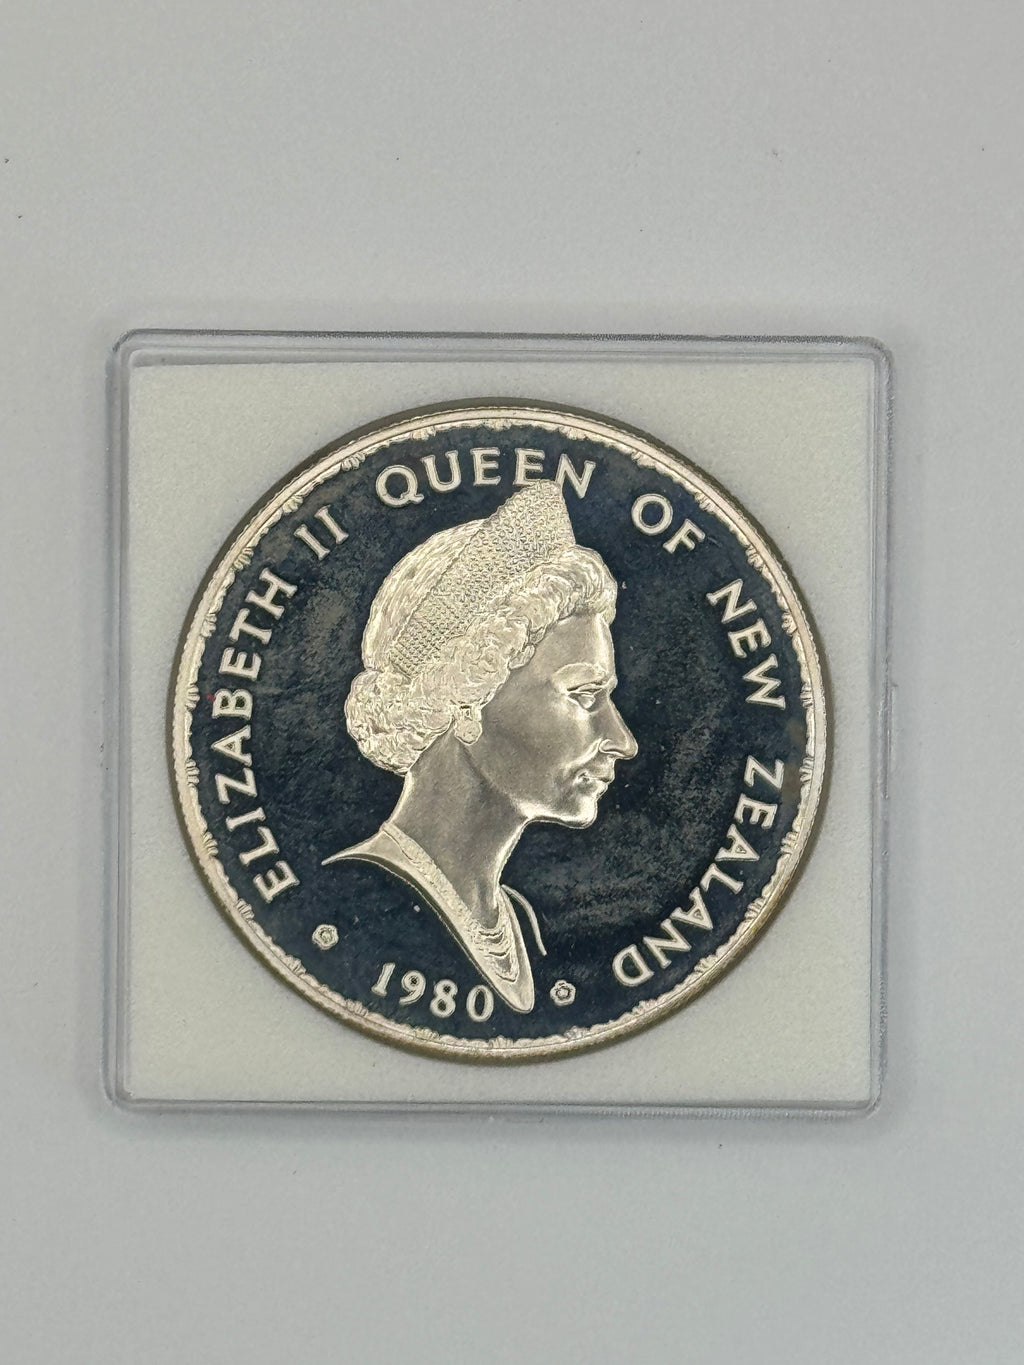 ELIZABETH II QUEEN OF NEW ZEALAND
1980